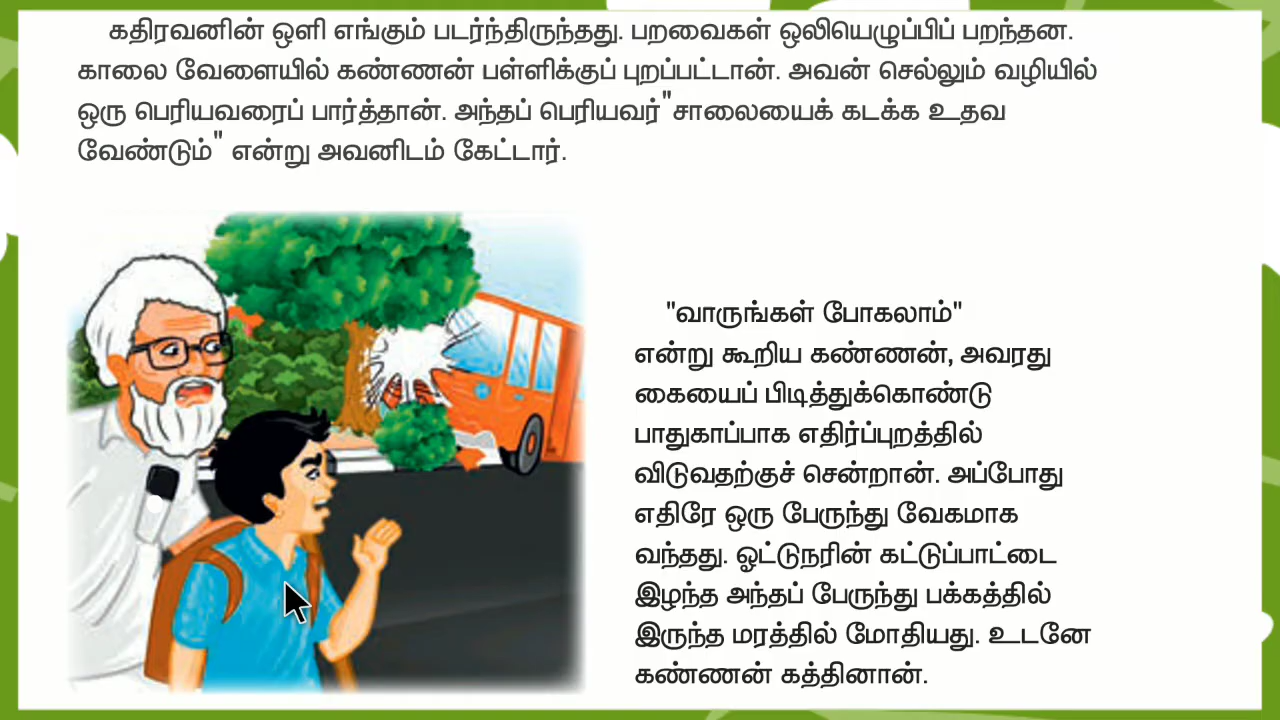 கதிரவனின் ஒளி எங்கும் படர்ந்திருந்தது. பறவைகள் ஒலியெழுப்பிப் பறந்தன.
காலை வேளையில் கண்ணன் பள்ளிக்குப் புறப்பட்டான். அவன் செல்லும் வழியில்
ஒரு பெரியவரைப் பார்த்தான். அந்தப் பெரியவர்"சாலையைக் கடக்க உதவ
வேண்டும்" என்று அவனிடம் கேட்டார்.
"வாருங்கள் போகலாம்"
என்று கூறிய கண்ணன், அவரது
கையைப் பிடித்துக்கொண்டு
பாதுகாப்பாக எதிர்ப்புறத்தில்
விடுவதற்குச் சென்றான். அப்போது
எதிரே ஒரு பேருந்து வேகமாக
வந்தது. ஓட்டுநரின் கட்டுப்பாட்டை
இழந்த அந்தப் பேருந்து பக்கத்தில்
இருந்த மரத்தில் மோதியது. உடனே
கண்ணன் கத்தினான்.